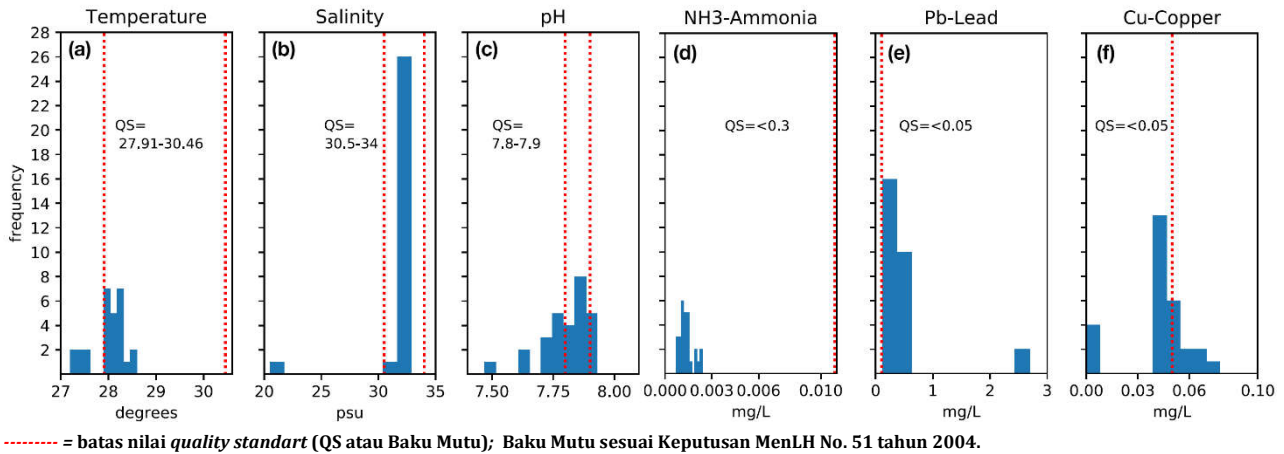 Temperature
Salinity
pH
NH3-Ammonia
Pb-Lead
Cu-Copper
(a)
(b)
(c)
(d)
(e)
(f)
QS=
27.91-30.46
QS=
30.5-34
QS=
7.8-7.9
QS=<0.3
QS=<0.05
QS=<0.05
frequency
28
26
24
22
20
18
16
14
12
10
8
6
4
2
27 28 29 30
20 25 30 35
7.50 7.75 8.00
0.000 0.003 0.006 0.010
0 1 2 3
0 0.03 0.06 0.10
degrees
psu
mg/L
mg/L
mg/L
= batas nilai quality standart (QS atau Baku Mutu); Baku Mutu sesuai Keputusan MenLH No. 51 tahun 2004.